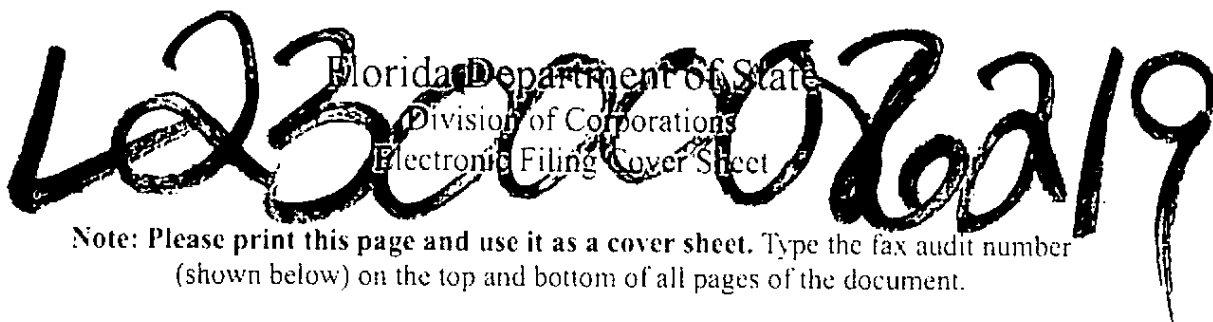 L23000086219
Florida Department of State
Division of Corporations
Electronic Filing Cover Sheet
Note: Please print this page and use it as a cover sheet. Type the fax audit number
(shown below) on the top and bottom of all pages of the document.